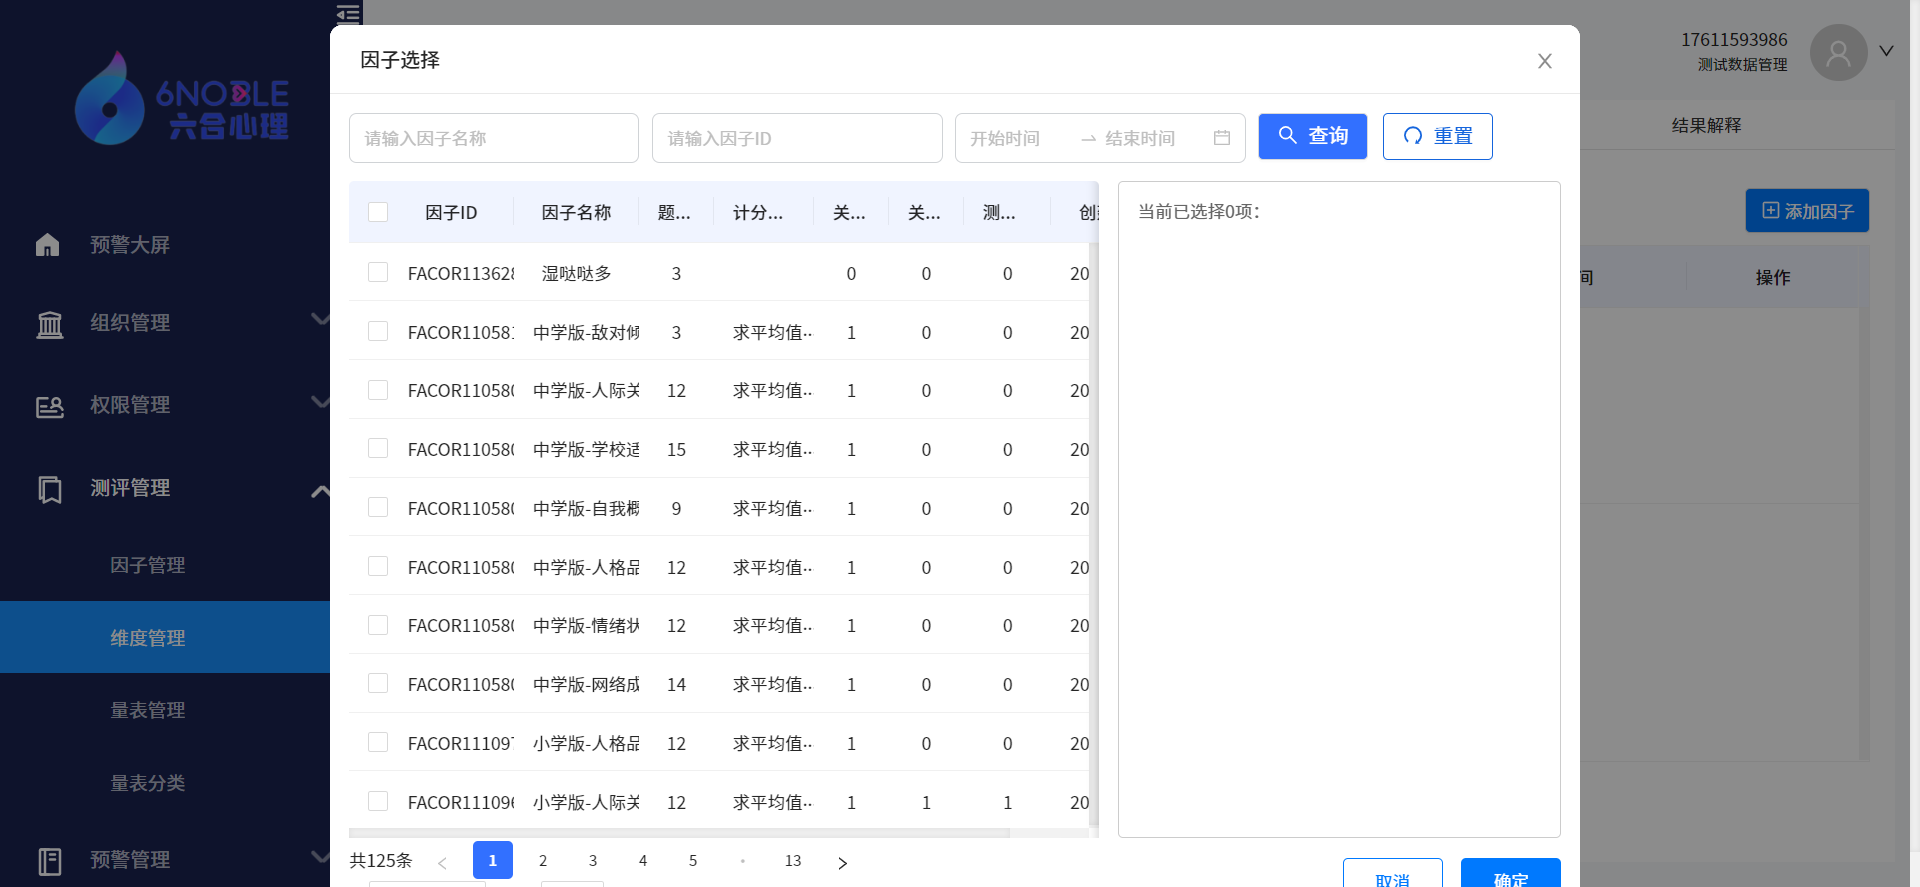 6NOBLE
六合心理
预警大屏
组织管理
权限管理
测评管理
因子管理
维度管理
量表管理
量表分类
预警管理
17611593986
测试数据管理
结果解释
添加因子
间
操作
因子选择
请输入因子名称
请输入因子ID
开始时间
结束时间
查询
重置
因子ID 因子名称 题... 计分... 关... 关... 测... 创
FACOR113628 湿哒哒多 3 0 0 0 20
FACOR110581 中学版-敌对倾 3 求平均值... 1 0 0 20
FACOR110580 中学版-人际关 12 求平均值... 1 0 0 20
FACOR110580 中学版-学校适 15 求平均值... 1 0 0 20
FACOR110580 中学版-自我概 9 求平均值... 1 0 0 20
FACOR110580 中学版-人格品 12 求平均值... 1 0 0 20
FACOR110580 中学版-情绪状 12 求平均值... 1 0 0 20
FACOR110580 中学版-网络成 14 求平均值... 1 0 0 20
FACOR111097 小学版-人格品 12 求平均值... 1 0 0 20
FACOR111096 小学版-人际关 12 求平均值... 1 1 1 20
当前已选择0项：
共125条 < 1 2 3 4 5 • 13 >
取消
确定